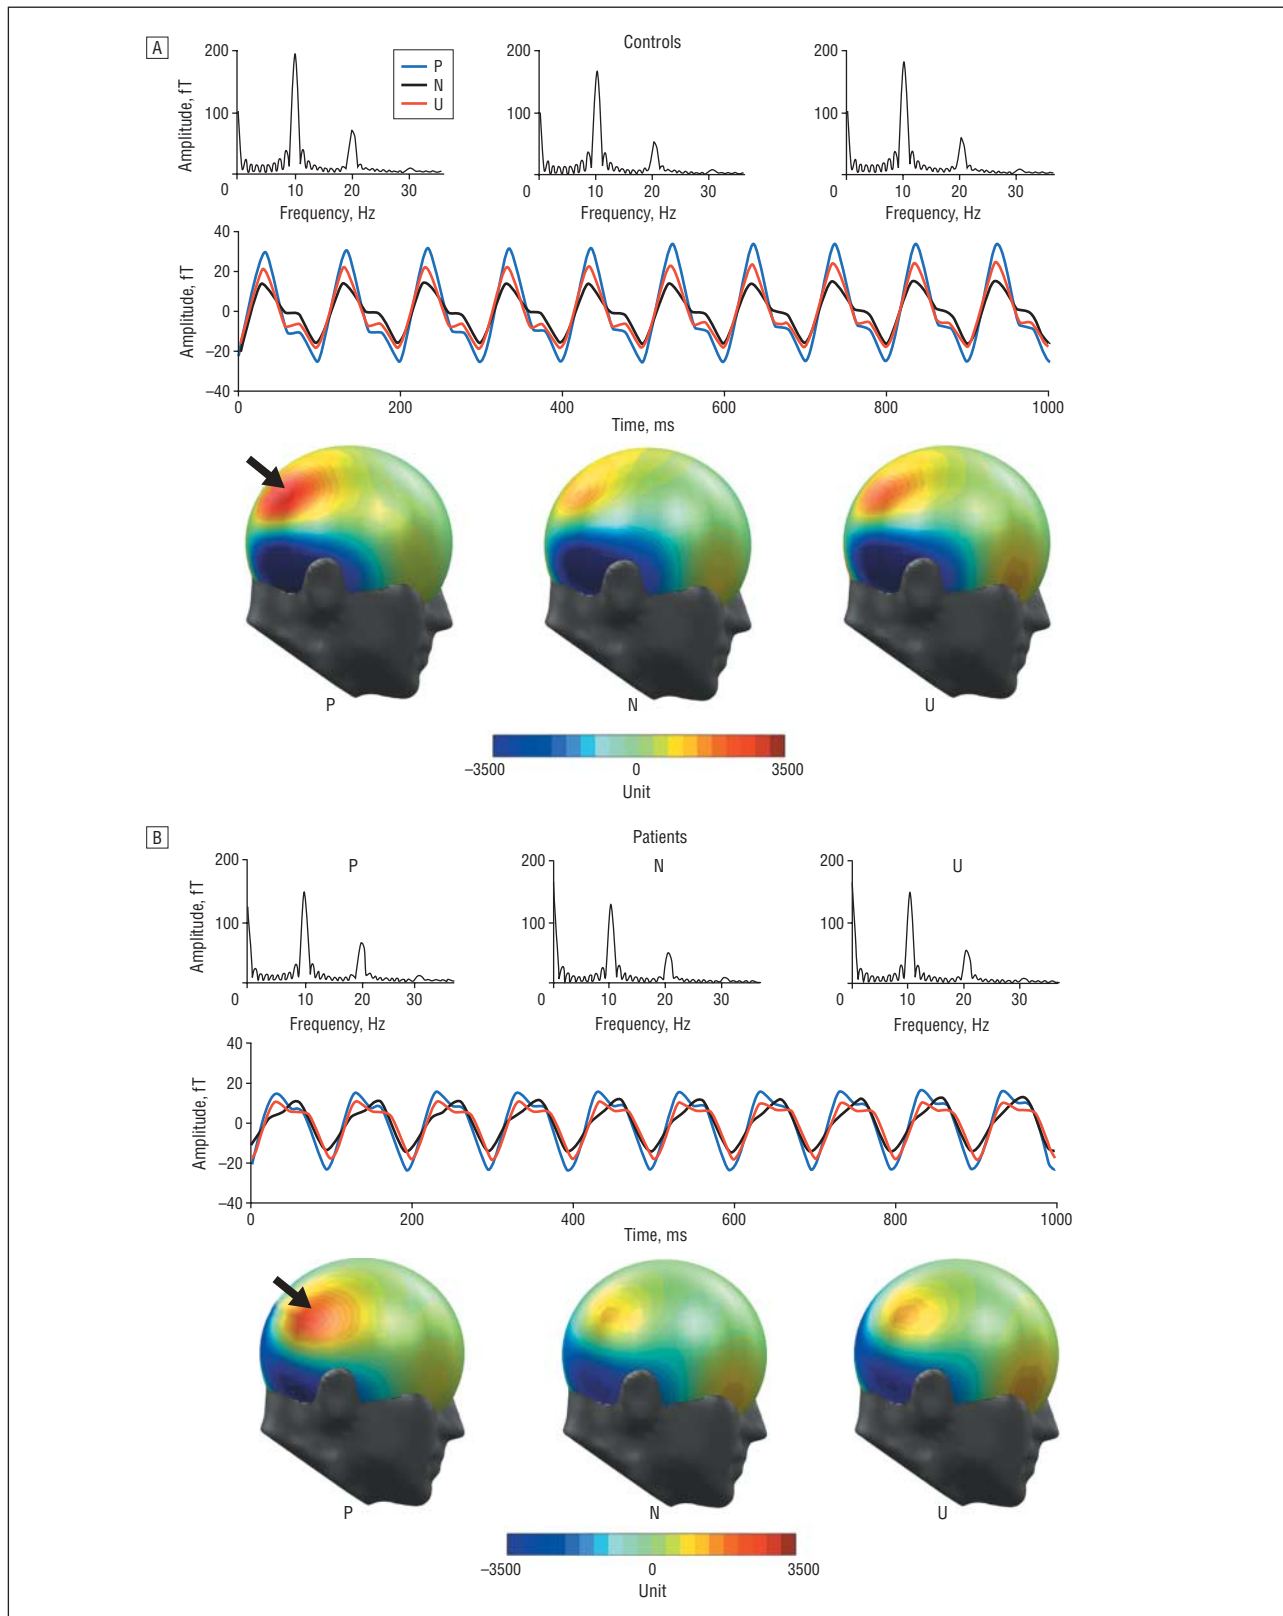 A
Controls
200
100
0
10
20
30
Amplitude, fT
Frequency, Hz
P
N
U
200
100
0
10
20
30
Frequency, Hz
200
100
0
10
20
30
Frequency, Hz
40
20
0
–20
–40
Amplitude, fT
0
200
400
600
800
1000
Time, ms
P
N
U
–3500
0
3500
Unit
B
Patients
P
200
100
0
10
20
30
Amplitude, fT
Frequency, Hz
N
200
100
0
10
20
30
Frequency, Hz
U
200
100
0
10
20
30
Frequency, Hz
40
20
0
–20
–40
Amplitude, fT
0
200
400
600
800
1000
Time, ms
P
N
U
–3500
0
3500
Unit